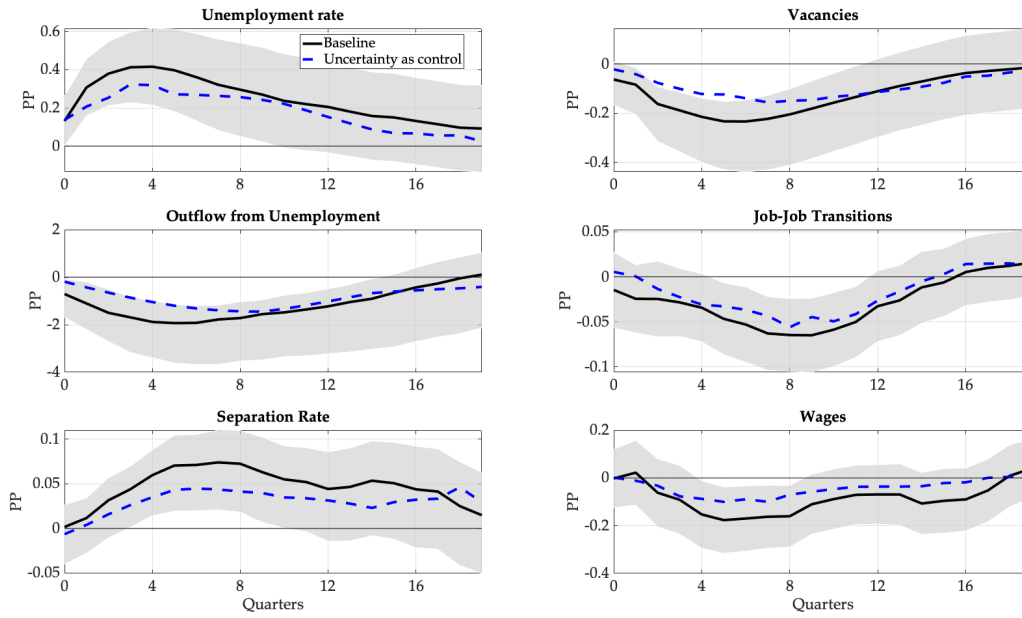 Unemployment rate
PP
0.6
0.4
0.2
0
0 4 8 12 16
Baseline
Uncertainty as control
Vacancies
PP
0
-0.2
-0.4
0 4 8 12 16
Outflow from Unemployment
PP
2
0
-2
-4
0 4 8 12 16
Job-Job Transitions
PP
0.05
0
-0.05
-0.1
0 4 8 12 16
Separation Rate
PP
0.1
0.05
0
-0.05
0 4 8 12 16
Quarters
Wages
PP
0.2
0
-0.2
-0.4
0 4 8 12 16
Quarters